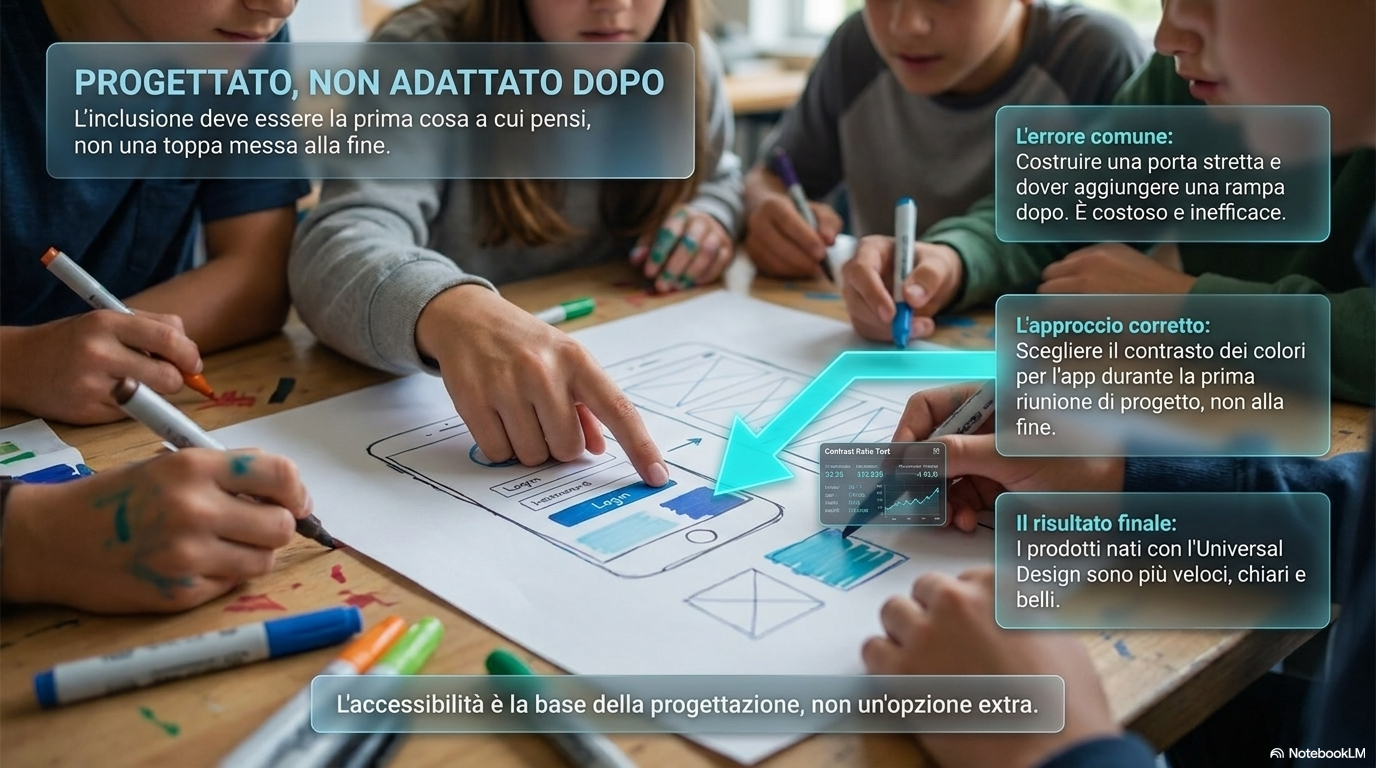 PROGETTATO, NON ADATTATO DOPO
L'inclusione deve essere la prima cosa a cui pensi,
non una toppa messa alla fine.
L'errore comune:
Costruire una porta stretta e
dover aggiungere una rampa
dopo. È costoso e inefficace.
L'approccio corretto:
Scegliere il contrasto dei colori
per l'app durante la prima
riunione di progetto, non alla
fine.
Contrast Ratie Tort
Login
Login
Il risultato finale:
I prodotti nati con l'Universal
Design sono più veloci, chiari e
belli.
L'accessibilità è la base della progettazione, non un'opzione extra.
NotebookLM